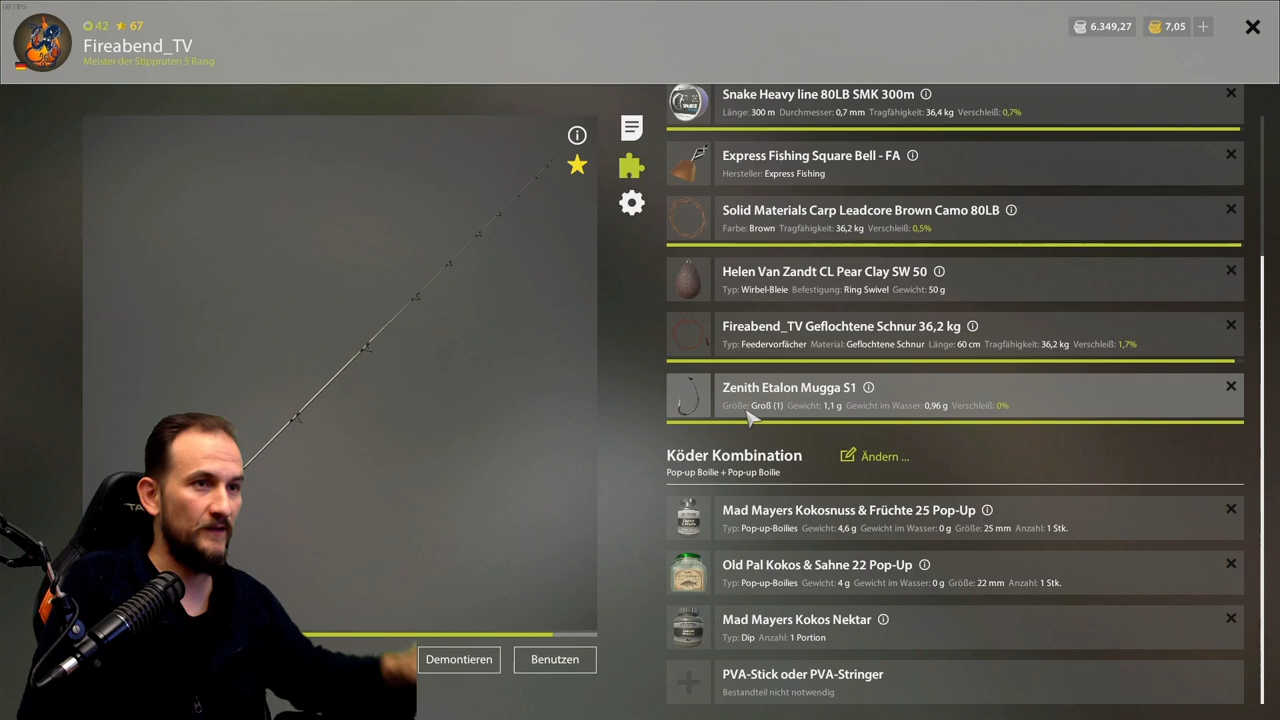 42 67
Fireabend_TV
Meister der Stippruten 5 Rang
6.349,27
7,05
Snake Heavy line 80LB SMK 300m
Länge: 300 m Durchmesser: 0,7 mm Tragfähigkeit: 36,4 kg Verschleiß: 0,7%
Express Fishing Square Bell - FA
Hersteller: Express Fishing
Solid Materials Carp Leadcore Brown Camo 80LB
Farbe: Brown Tragfähigkeit: 36,2 kg Verschleiß: 0,5%
Helen Van Zandt CL Pear Clay SW 50
Typ: Wirbel-Bleie Befestigung: Ring Swivel Gewicht: 50 g
Fireabend_TV Geflochtene Schnur 36,2 kg
Typ: Feedervorfächer Material: Geflochtene Schnur Länge: 60 cm Tragfähigkeit: 36,2 kg Verschleiß: 1,7%
Zenith Etalon Mugga S1
Größe: Groß (1) Gewicht: 1,1 g Gewicht im Wasser: 0,96 g Verschleiß: 0%
Köder Kombination
Ändern ...
Pop-up Boilie + Pop-up Boilie
Mad Mayers Kokosnuss & Früchte 25 Pop-Up
Typ: Pop-up-Boilies Gewicht: 4,6 g Gewicht im Wasser: 0 g Größe: 25 mm Anzahl: 1 Stk.
Old Pal Kokos & Sahne 22 Pop-Up
Typ: Pop-up-Boilies Gewicht: 4 g Gewicht im Wasser: 0 g Größe: 22 mm Anzahl: 1 Stk.
Mad Mayers Kokos Nektar
Typ: Dip Anzahl: 1 Portion
PVA-Stick oder PVA-Stringer
Bestandteil nicht notwendig
Demontieren
Benutzen